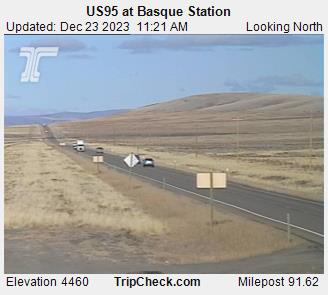 US95 at Basque Station
Updated: Dec 23 2023 11:21 AM Looking North
Elevation 4460 TripCheck.com Milepost 91.62